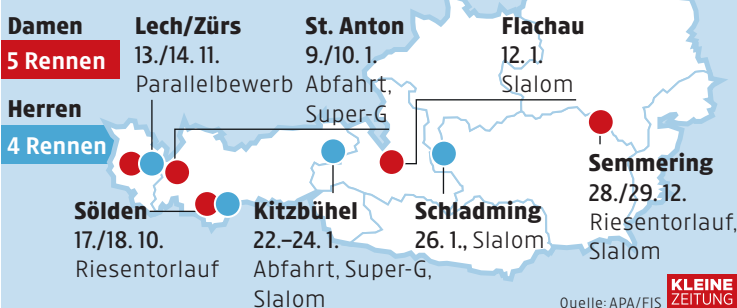 Damen
5 Rennen
Herren
4 Rennen
Lech/Zürs
13./14. 11.
Parallelbewerb
St. Anton
9./10. 1.
Abfahrt,
Super-G
Flachau
12. 1.
Slalom
Sölden
17./18. 10.
Riesentorlauf
Kitzbühel
22.–24. 1.
Abfahrt, Super-G,
Slalom
Schladming
26. 1., Slalom
Semmering
28./29. 12.
Riesentorlauf,
Slalom
Quelle: APA/FIS
KLEINE
ZEITUNG